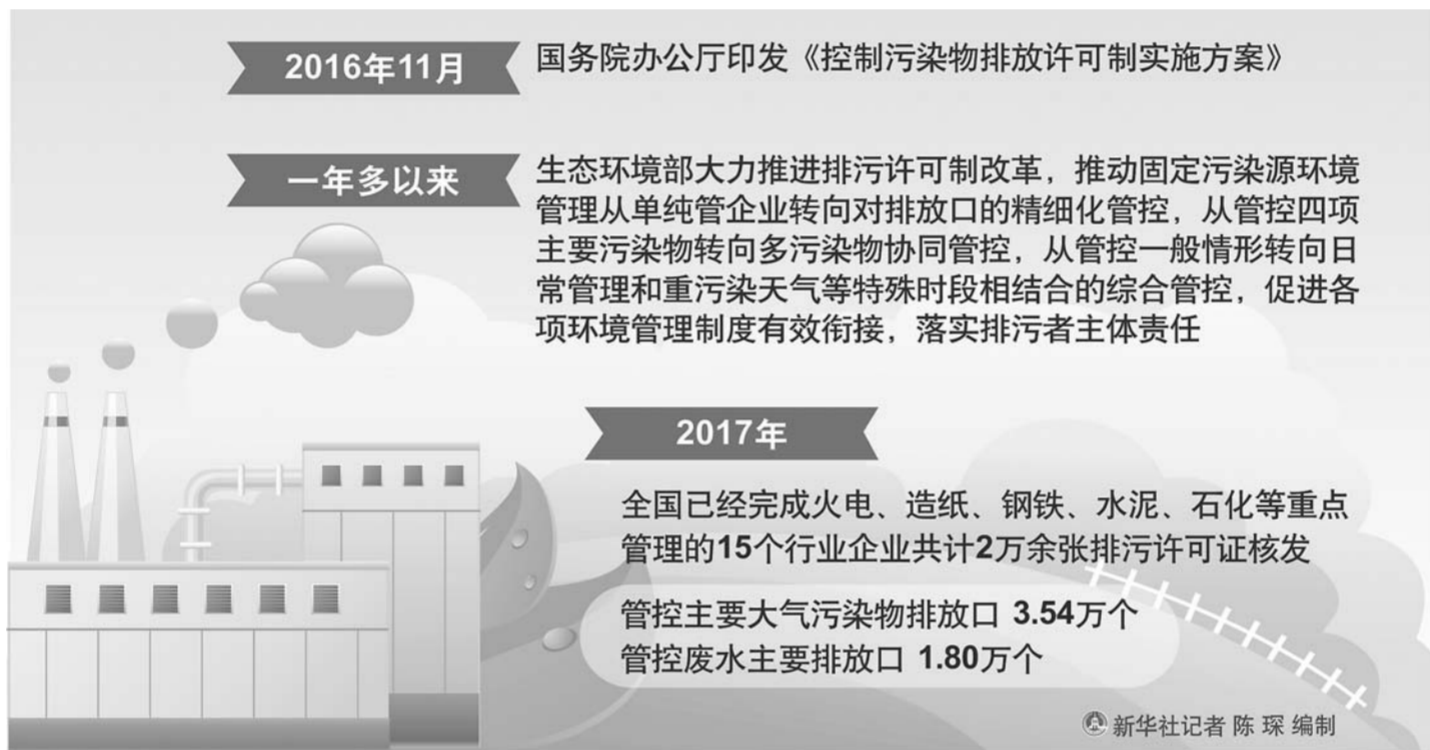 2016年11月
国务院办公厅印发《控制污染物排放许可制实施方案》
一年多以来
生态环境部大力推进排污许可制改革，推动固定污染源环境
管理从单纯管企业转向对排放口的精细化管控，从管控四项
主要污染物转向多污染物协同管控，从管控一般情形转向日
常管理和重污染天气等特殊时段相结合的综合管控，促进各
项环境管理制度有效衔接，落实排污者主体责任
2017年
全国已经完成火电、造纸、钢铁、水泥、石化等重点
管理的15个行业企业共计2万余张排污许可证核发
管控主要大气污染物排放口 3.54万个
管控废水主要排放口 1.80万个
新华社记者 陈 琛 编制